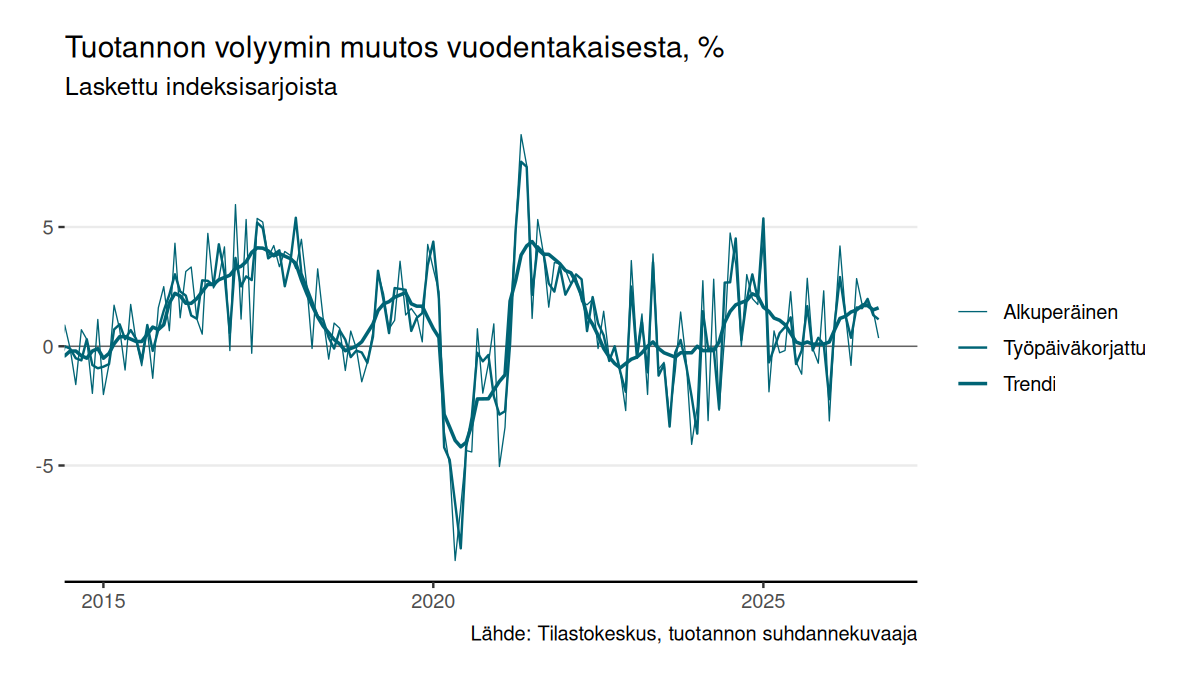 Tuotannon volyymin muutos vuodentakaisesta, %
Laskettu indeksisarjoista
5
0
-5
2015
2020
2025
Alkuperäinen
Työpäiväkorjattu
Trendi
Lähde: Tilastokeskus, tuotannon suhdannekuvaaja